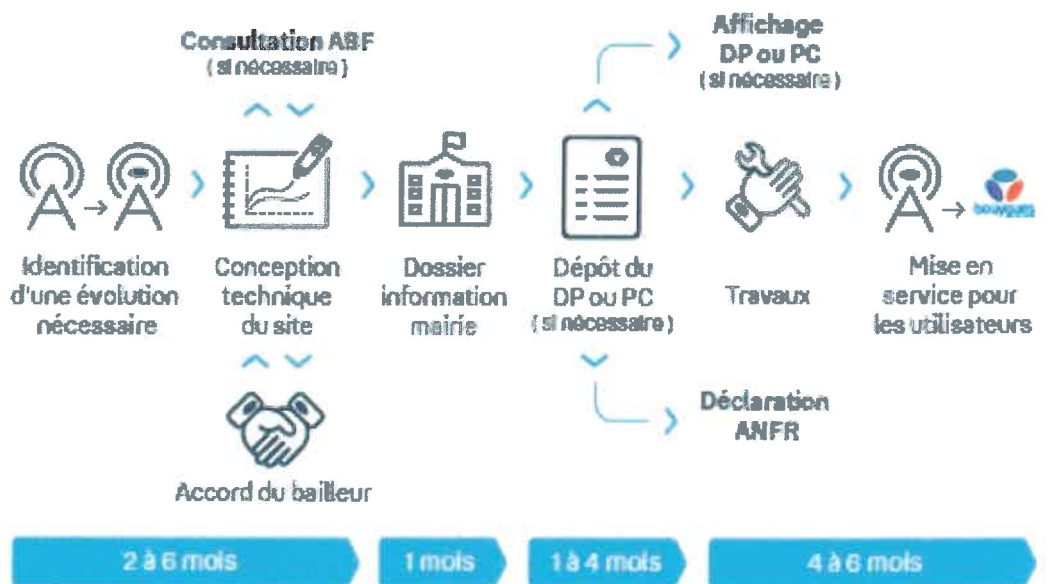 Consultation ABF
( si nécessaire )
Affichage
DP ou PC
( si nécessaire )
Identification
d'une évolution
nécessaire
Conception
technique
du site
Dossier
information
mairie
Dépôt du
DP ou PC
( si nécessaire )
Travaux
Mise en
service pour
les utilisateurs
bouygues
Accord du bailleur
Déclaration
ANFR
2 à 6 mois
1 mois
1 à 4 mois
4 à 6 mois